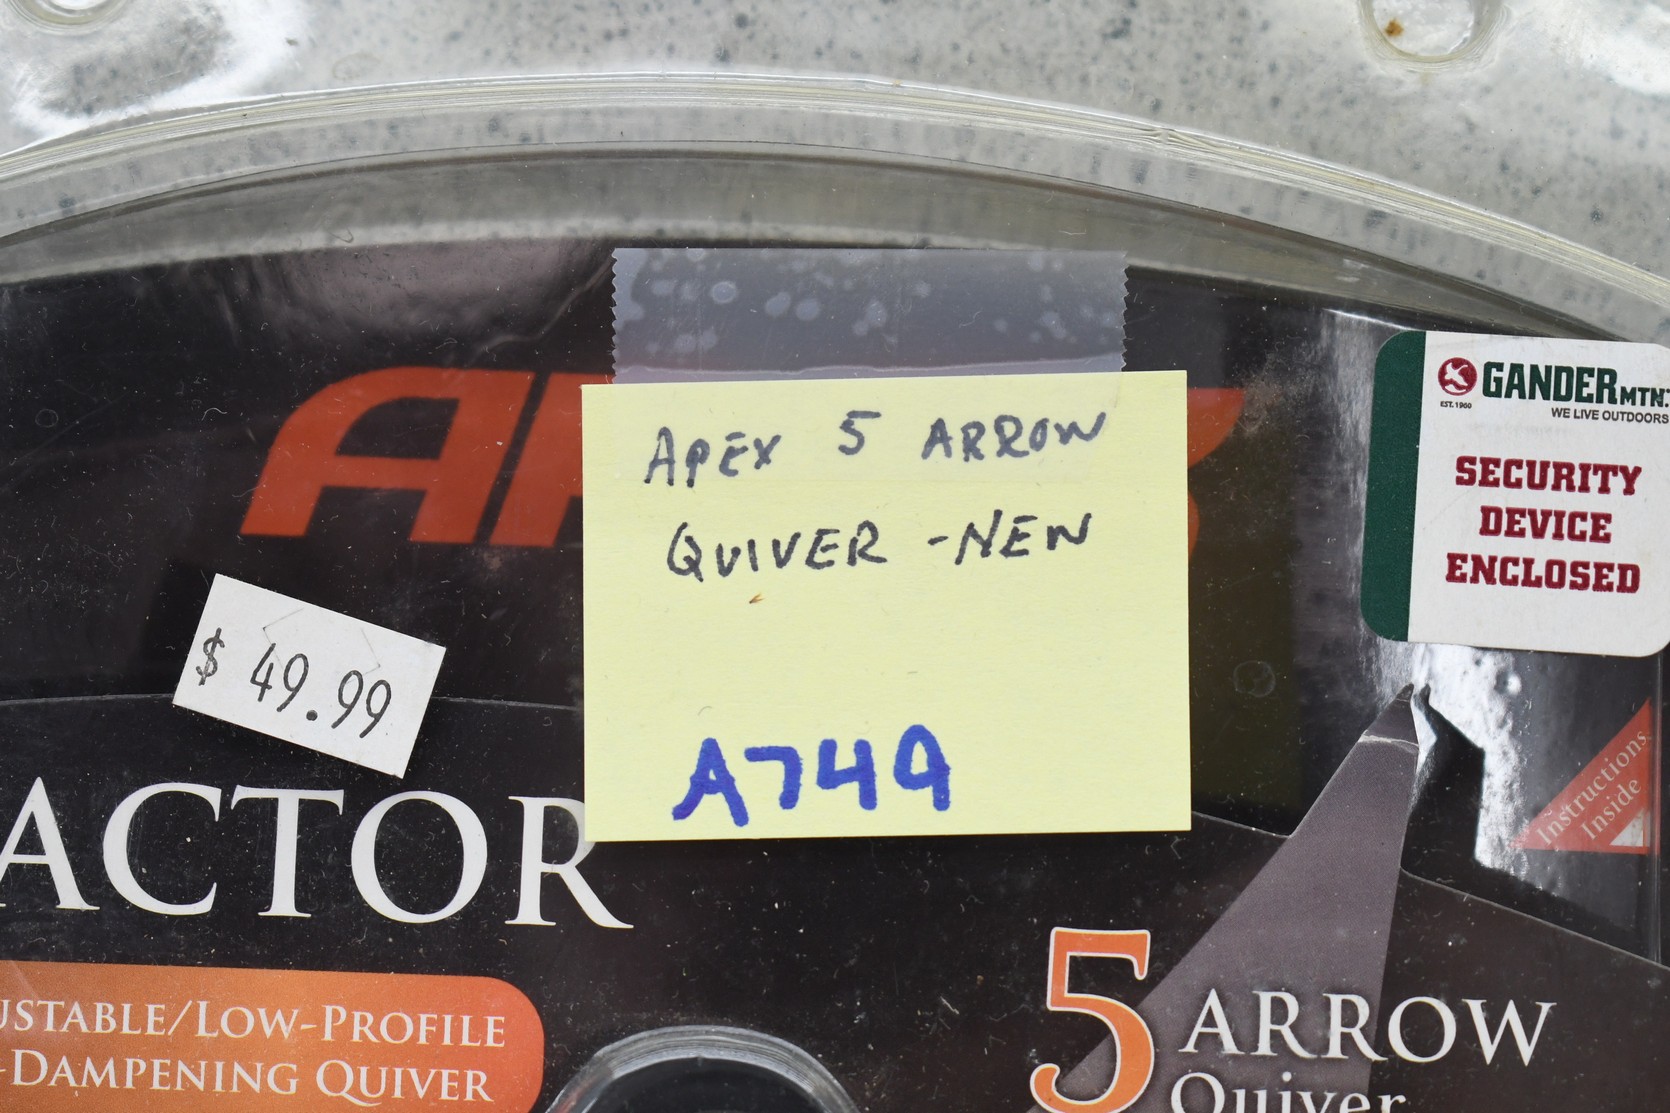 APEX 5 ARROW
QUIVER -NEW
A749
$ 49.99
GANDER MTN.
EST. 1960
WE LIVE OUTDOORS
SECURITY
DEVICE
ENCLOSED
Instructions
Inside
ACTOR
USTABLE/LOW-PROFILE
-DAMPENING QUIVER
5 ARROW
Quiver